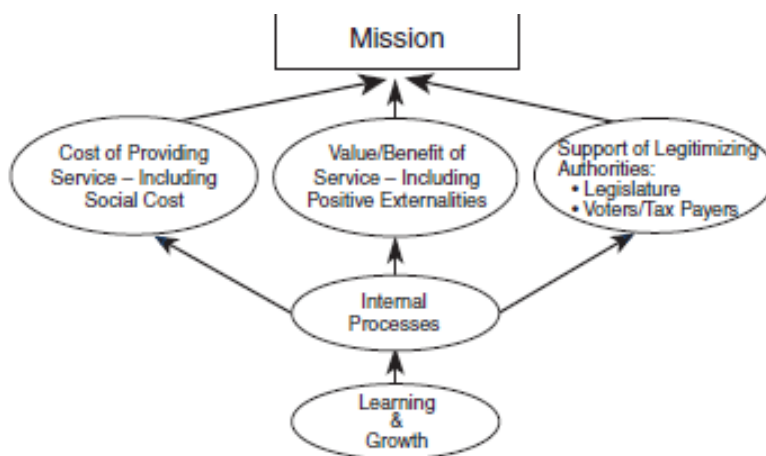 Mission
Cost of Providing
Service – Including
Social Cost
Value/Benefit of
Service – Including
Positive Externalities
Support of Legitimizing
Authorities:
• Legislature
• Voters/Tax Payers
Internal
Processes
Learning
&
Growth